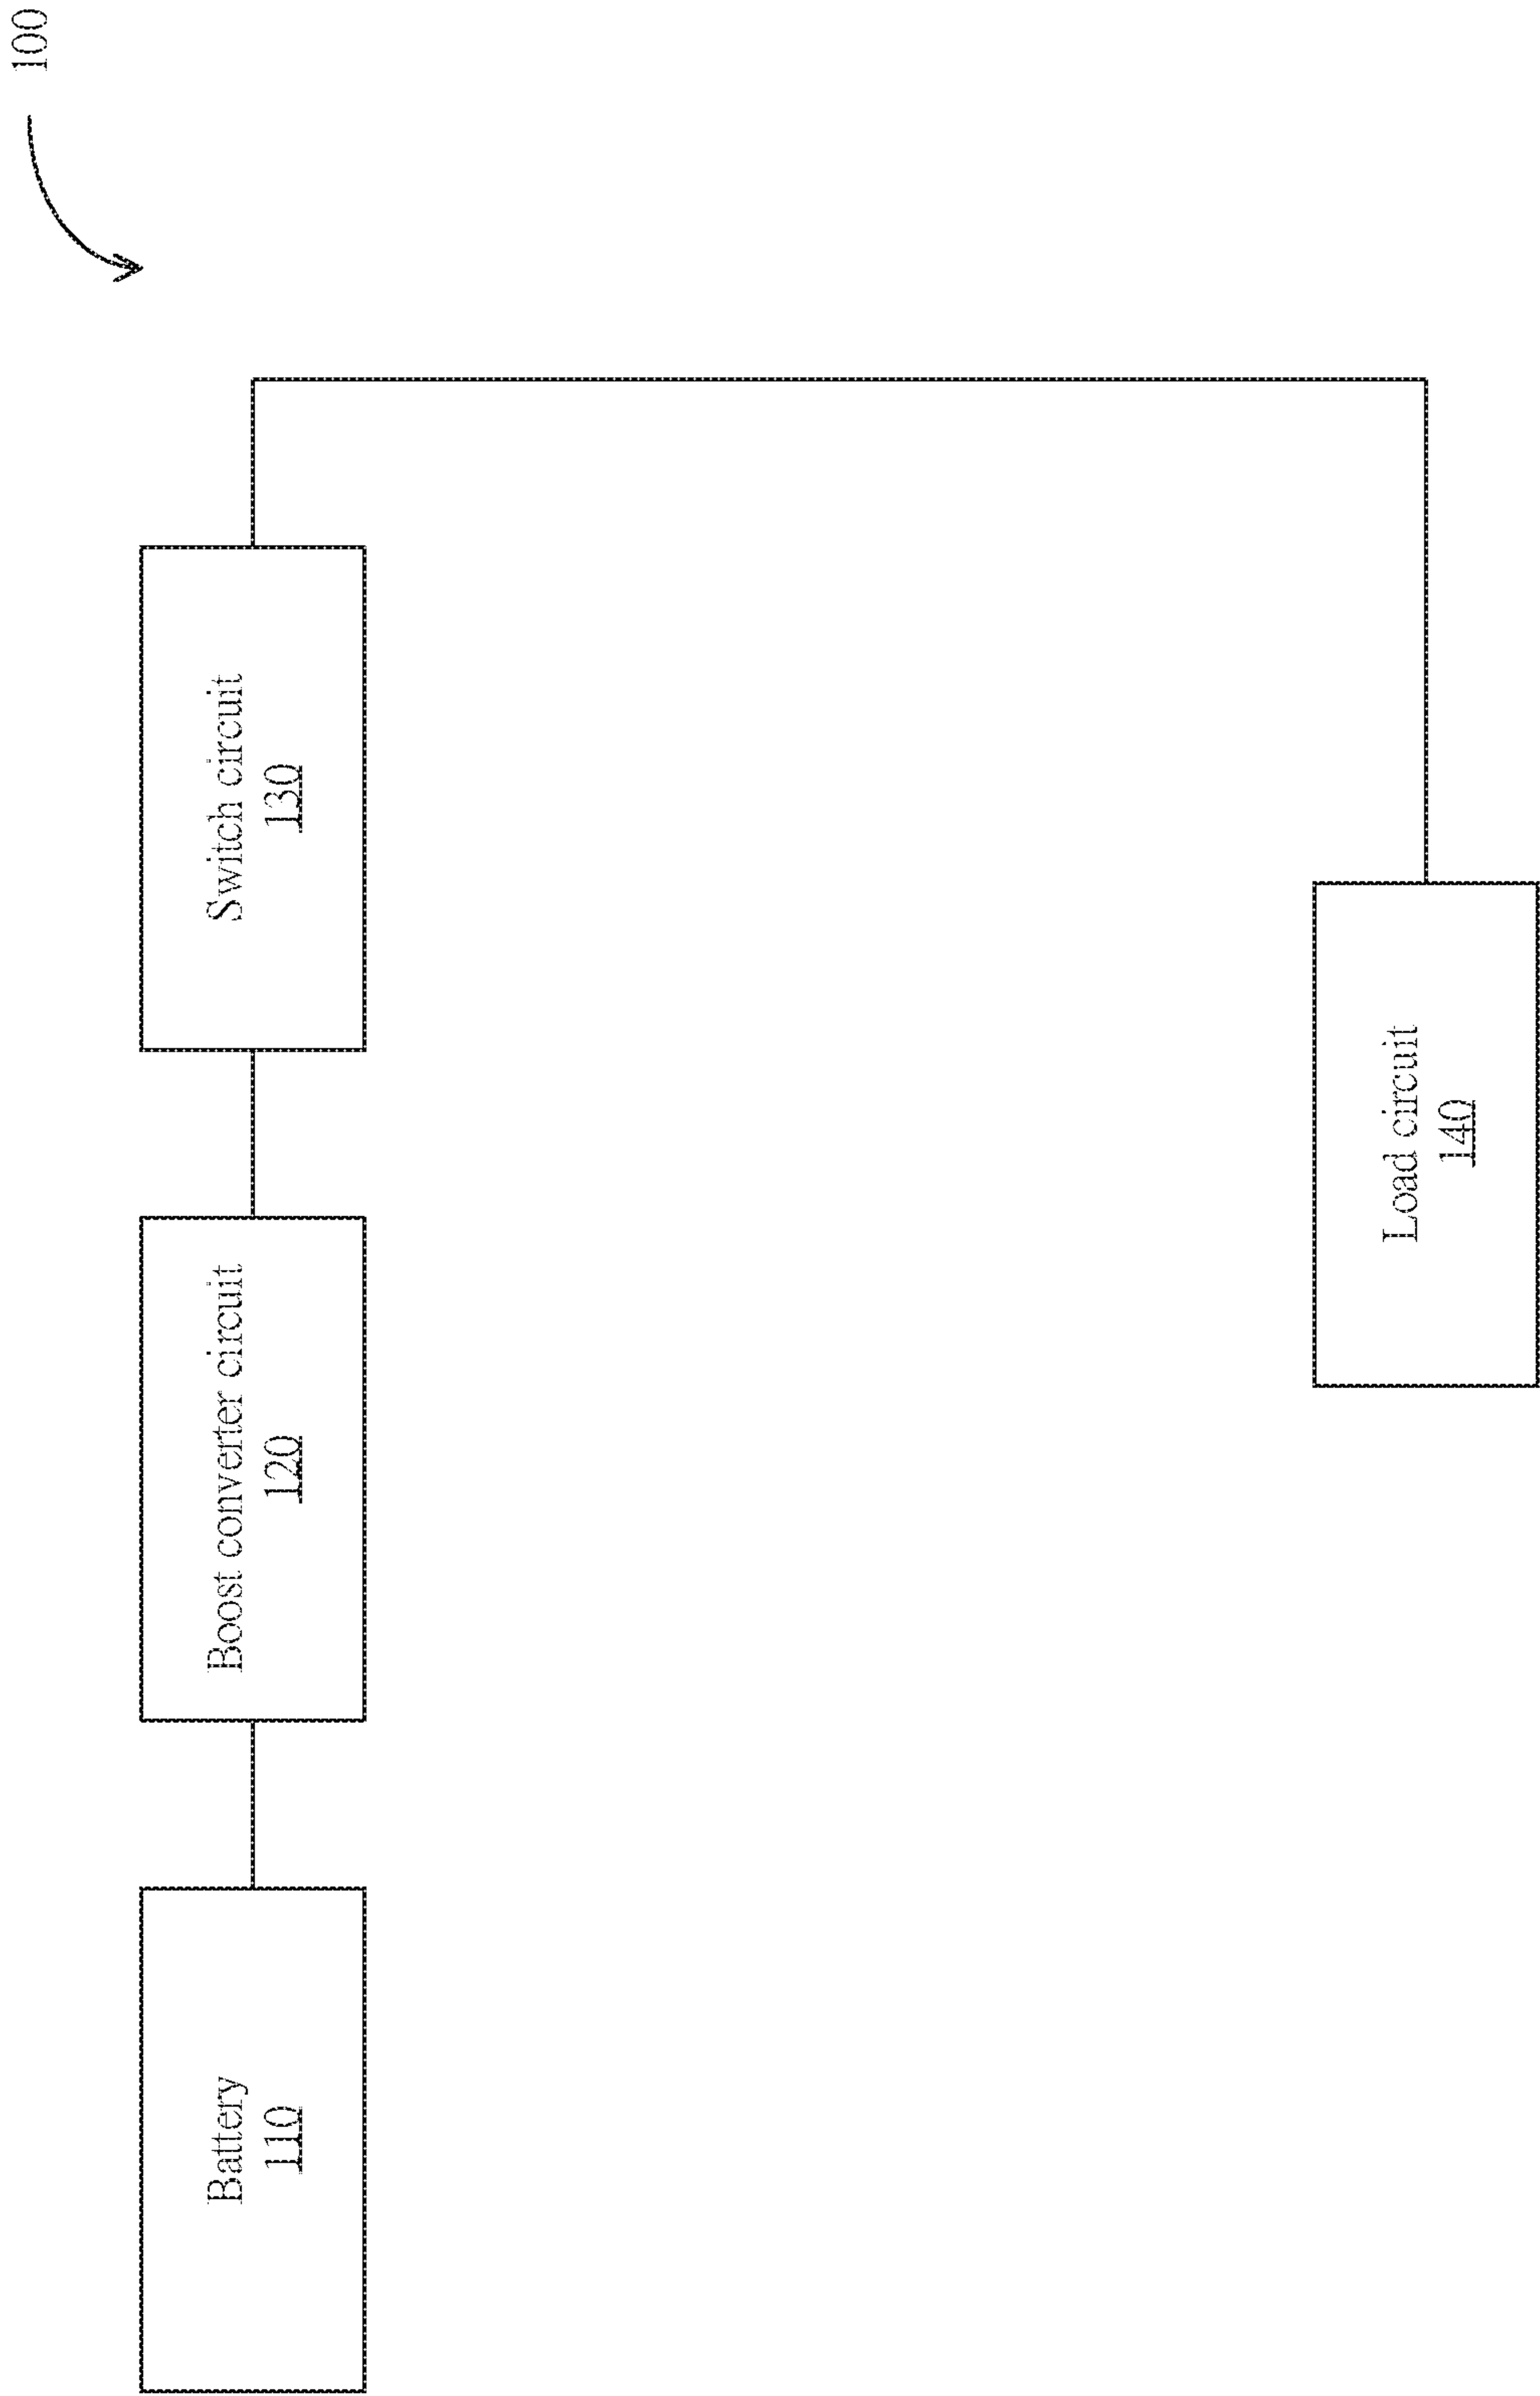 100
Battery
110
Boost converter circuit
120
Switch circuit
130
Load circuit
140